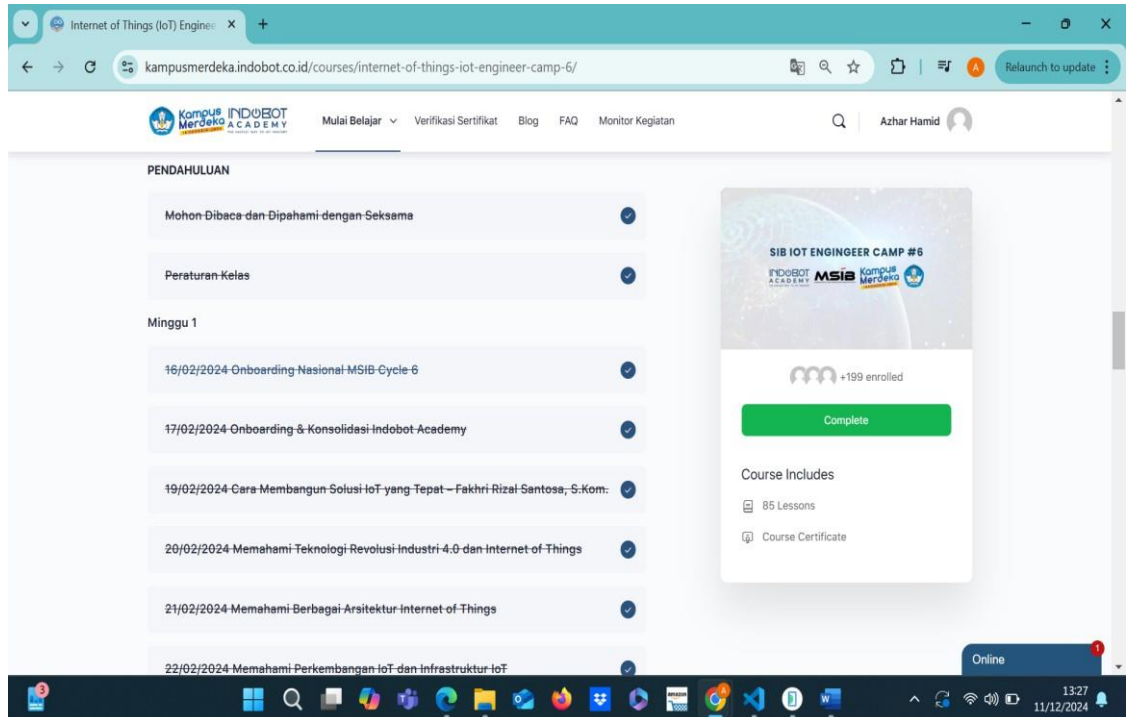 Internet of Things (IoT) Enginee
kampusmerdeka.indobot.co.id/courses/internet-of-things-iot-engineer-camp-6/
Relaunch to update
A
Kampus Merdeka
INDOBOT ACADEMY
Mulai Belajar
Verifikasi Sertifikat
Blog
FAQ
Monitor Kegiatan
Azhar Hamid
PENDAHULUAN
Mohon Dibaca dan Dipahami dengan Seksama
Peraturan Kelas
Minggu 1
16/02/2024 Onboarding Nasional MSIB Cycle 6
17/02/2024 Onboarding & Konsolidasi Indobot Academy
19/02/2024 Cara Membangun Solusi IoT yang Tepat – Fakhri Rizal Santosa, S.Kom.
20/02/2024 Memahami Teknologi Revolusi Industri 4.0 dan Internet of Things
21/02/2024 Memahami Berbagai Arsitektur Internet of Things
22/02/2024 Memahami Perkembangan IoT dan Infrastruktur IoT
SIB IOT ENGINGEER CAMP #6
INDOBOT ACADEMY MSIB Kampus Merdeka
+199 enrolled
Complete
Course Includes
85 Lessons
Course Certificate
Online
1
3
13:27
11/12/2024